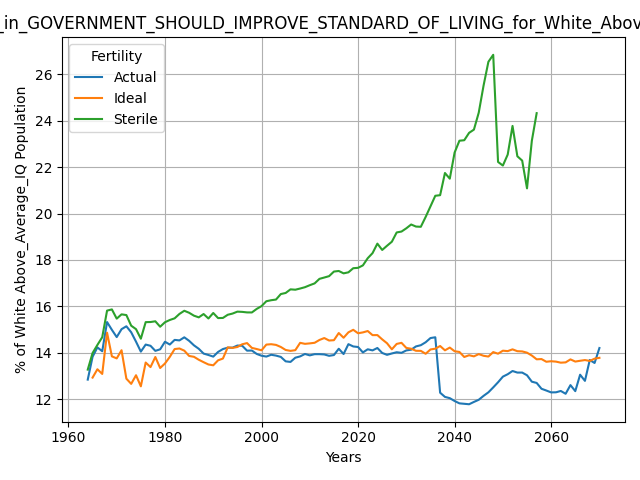 _in_GOVERNMENT_SHOULD_IMPROVE_STANDARD_OF_LIVING_for_White_Above
Fertility
Actual
Ideal
Sterile
% of White Above_Average_IQ Population
26
24
22
20
18
16
14
12
1960
1980
2000
2020
2040
2060
Years